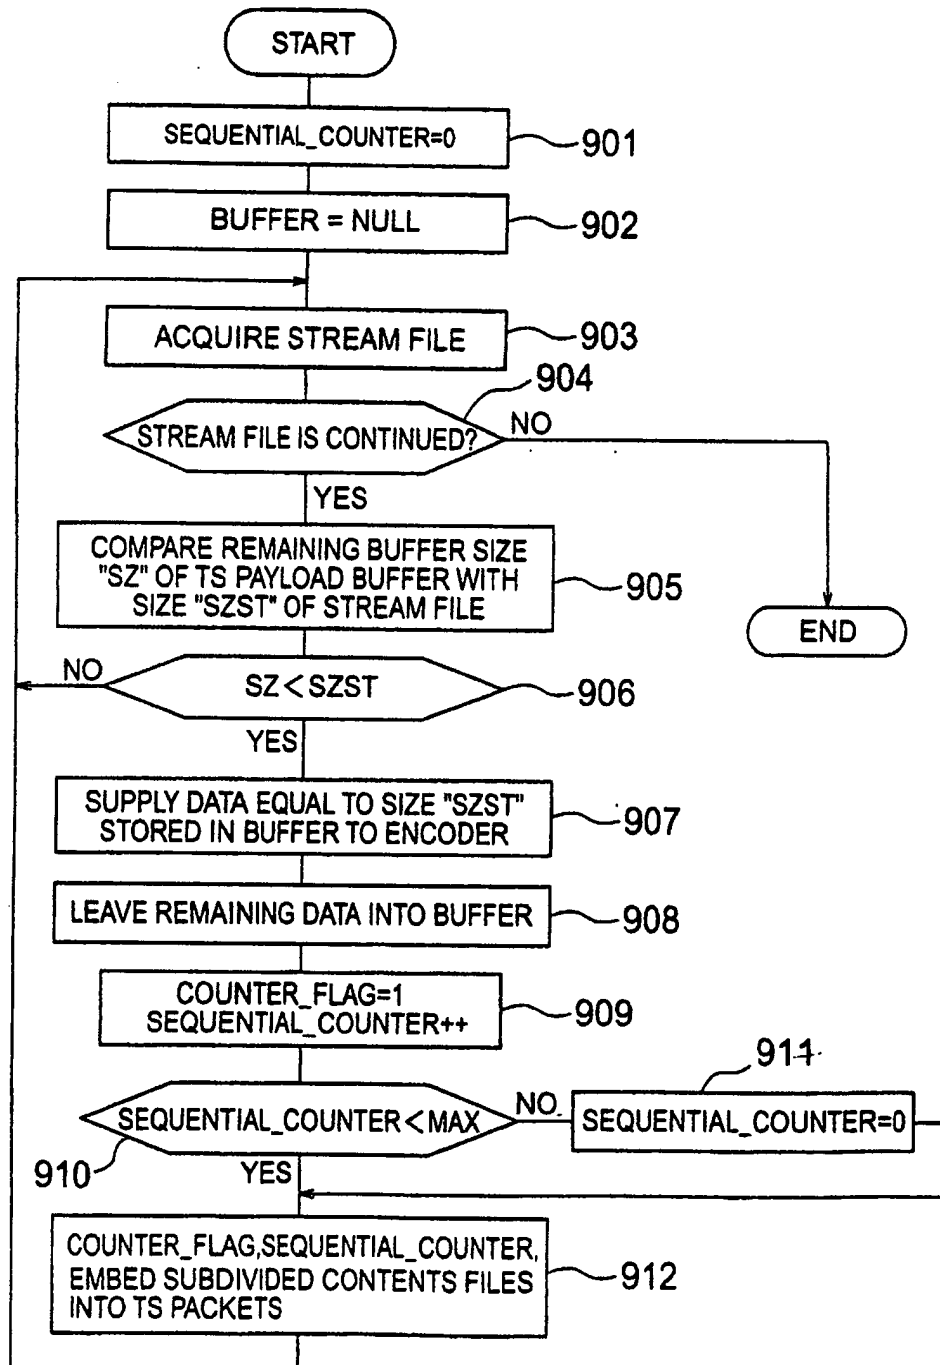 START
SEQUENTIAL_COUNTER=0
901
BUFFER = NULL
902
ACQUIRE STREAM FILE
903
904
STREAM FILE IS CONTINUED?
NO
YES
COMPARE REMAINING BUFFER SIZE
"SZ" OF TS PAYLOAD BUFFER WITH
SIZE "SZST" OF STREAM FILE
905
END
NO
SZ<SZST
906
YES
SUPPLY DATA EQUAL TO SIZE "SZST"
STORED IN BUFFER TO ENCODER
907
LEAVE REMAINING DATA INTO BUFFER
908
COUNTER_FLAG=1
SEQUENTIAL_COUNTER++
909
911
SEQUENTIAL_COUNTER<MAX
NO
SEQUENTIAL_COUNTER=0
910
YES
COUNTER_FLAG,SEQUENTIAL_COUNTER,
EMBED SUBDIVIDED CONTENTS FILES
INTO TS PACKETS
912